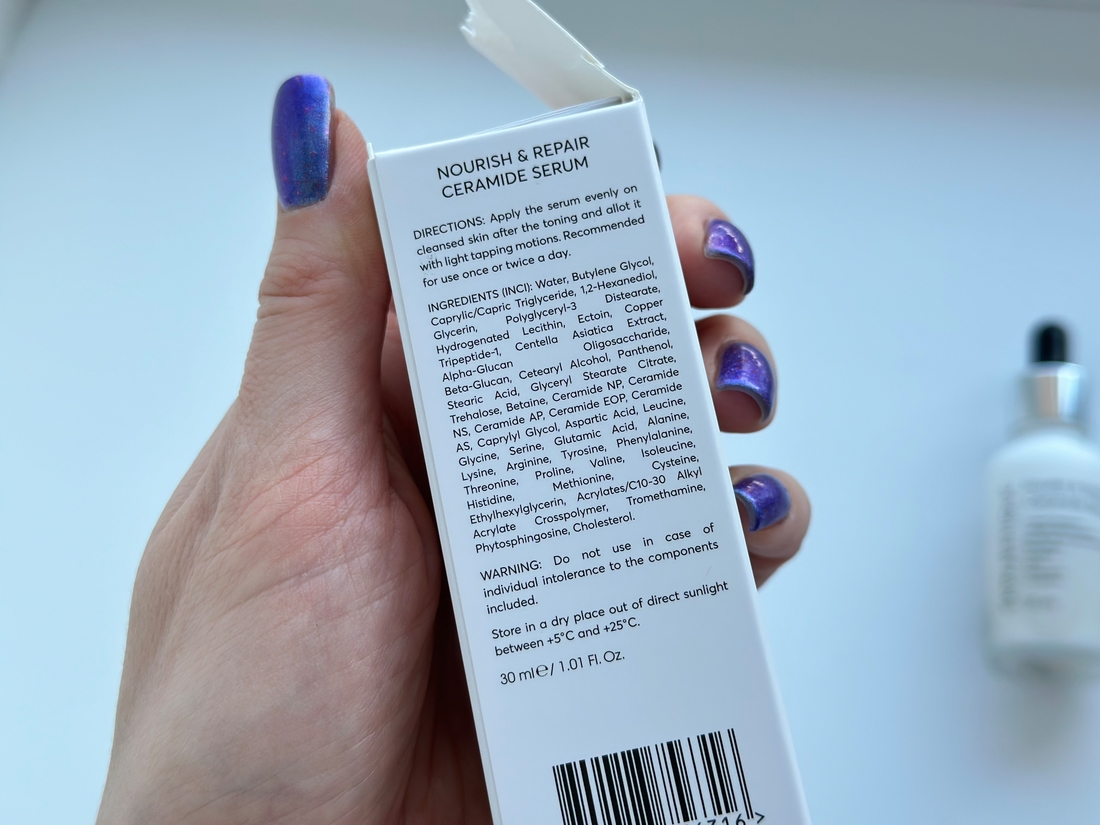 NOURISH & REPAIR
CERAMIDE SERUM
DIRECTIONS: Apply the serum evenly on
cleansed skin after the toning and allot it
with light tapping motions. Recommended
for use once or twice a day.
INGREDIENTS (INCI): Water, Butylene Glycol,
Caprylic/Capric Triglyceride, 1,2-Hexanediol,
Glycerin, Polyglyceryl-3 Distearate,
Hydrogenated Lecithin, Ectoin, Copper
Tripeptide-1, Centella Asiatica Extract,
Alpha-Glucan Oligosaccharide,
Beta-Glucan, Cetearyl Alcohol, Panthenol,
Stearic Acid, Glyceryl Stearate Citrate,
Trehalose, Betaine, Ceramide NP, Ceramide
NS, Ceramide AP, Ceramide EOP, Ceramide
AS, Caprylyl Glycol, Aspartic Acid, Leucine,
Glycine, Serine, Glutamic Acid, Alanine,
Lysine, Arginine, Tyrosine, Phenylalanine,
Threonine, Proline, Valine, Isoleucine,
Histidine, Methionine, Cysteine,
Ethylhexylglycerin, Acrylates/C10-30 Alkyl
Acrylate Crosspolymer, Tromethamine,
Phytosphingosine, Cholesterol.
WARNING: Do not use in case of
individual intolerance to the components
included.
Store in a dry place out of direct sunlight
between +5°C and +25°C.
30 ml℮/ 1.01 Fl. Oz.